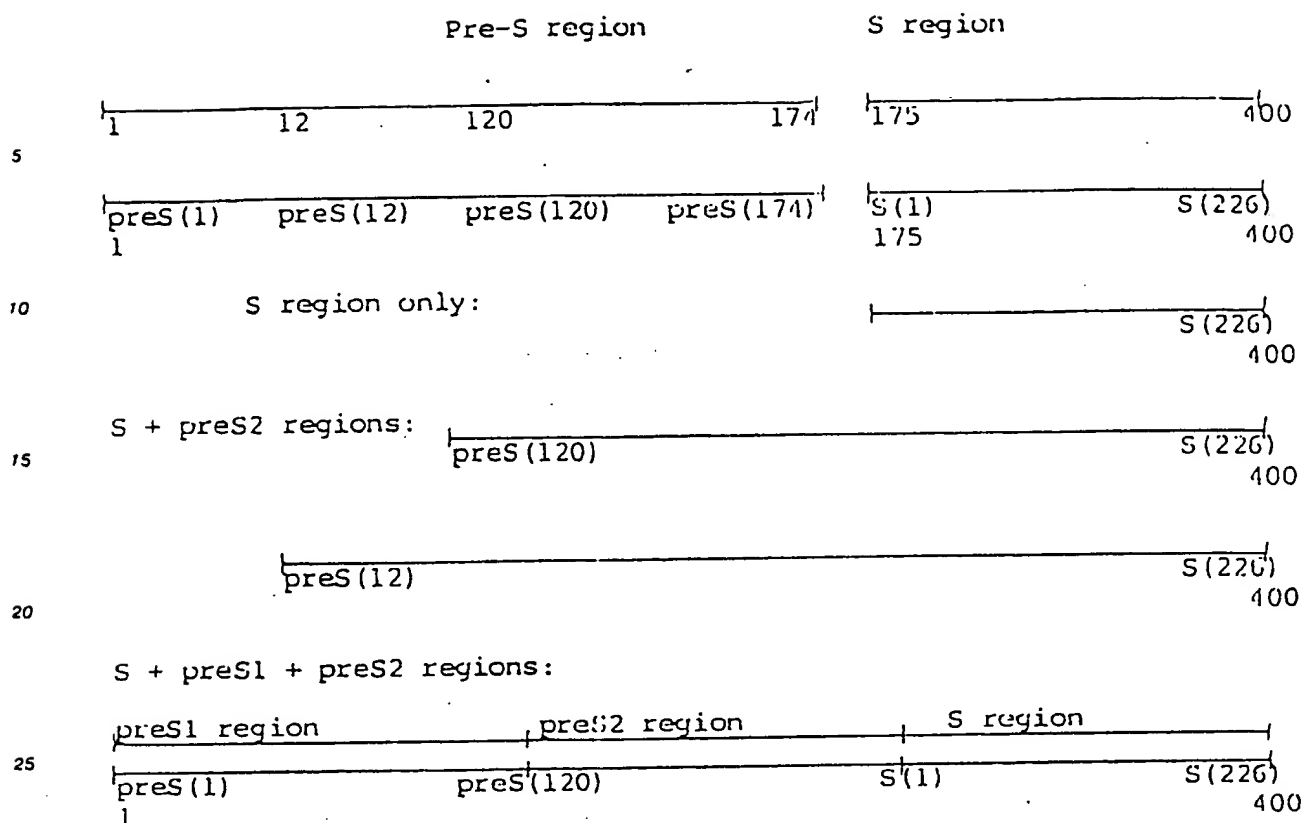 Pre-S region S region
1 12 120 174 175 400
5
preS(1) preS(12) preS(120) preS(174) S(1) S(226)
1 175 400
10 S region only:
S(226)
400
S + preS2 regions:
preS(120) S(226)
15 400
preS(12) S(226)
20 400
S + preS1 + preS2 regions:
preS1 region preS2 region S region
25 preS(1) preS(120) S(1) S(226)
1 400